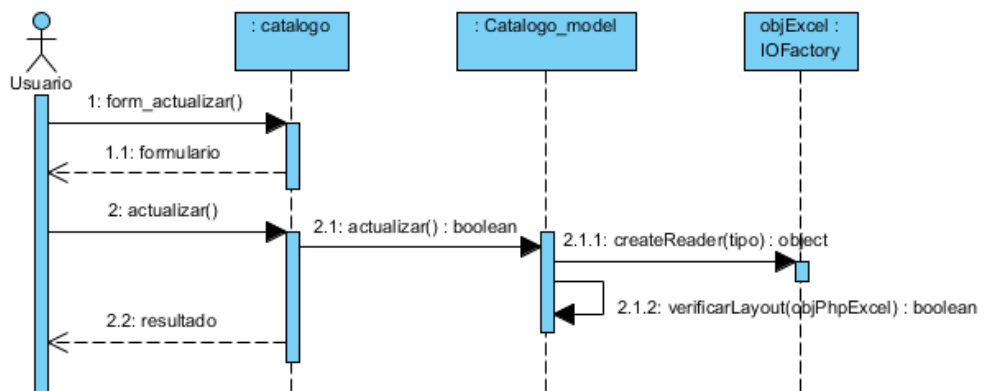 : catalogo
: Catalogo_model
objExcel :
IOFactory
Usuario
1: form_actualizar()
1.1: formulario
2: actualizar()
2.1: actualizar() : boolean
2.1.1: createReader(tipo) : object
2.1.2: verificarLayout(objPhpExcel) : boolean
2.2: resultado